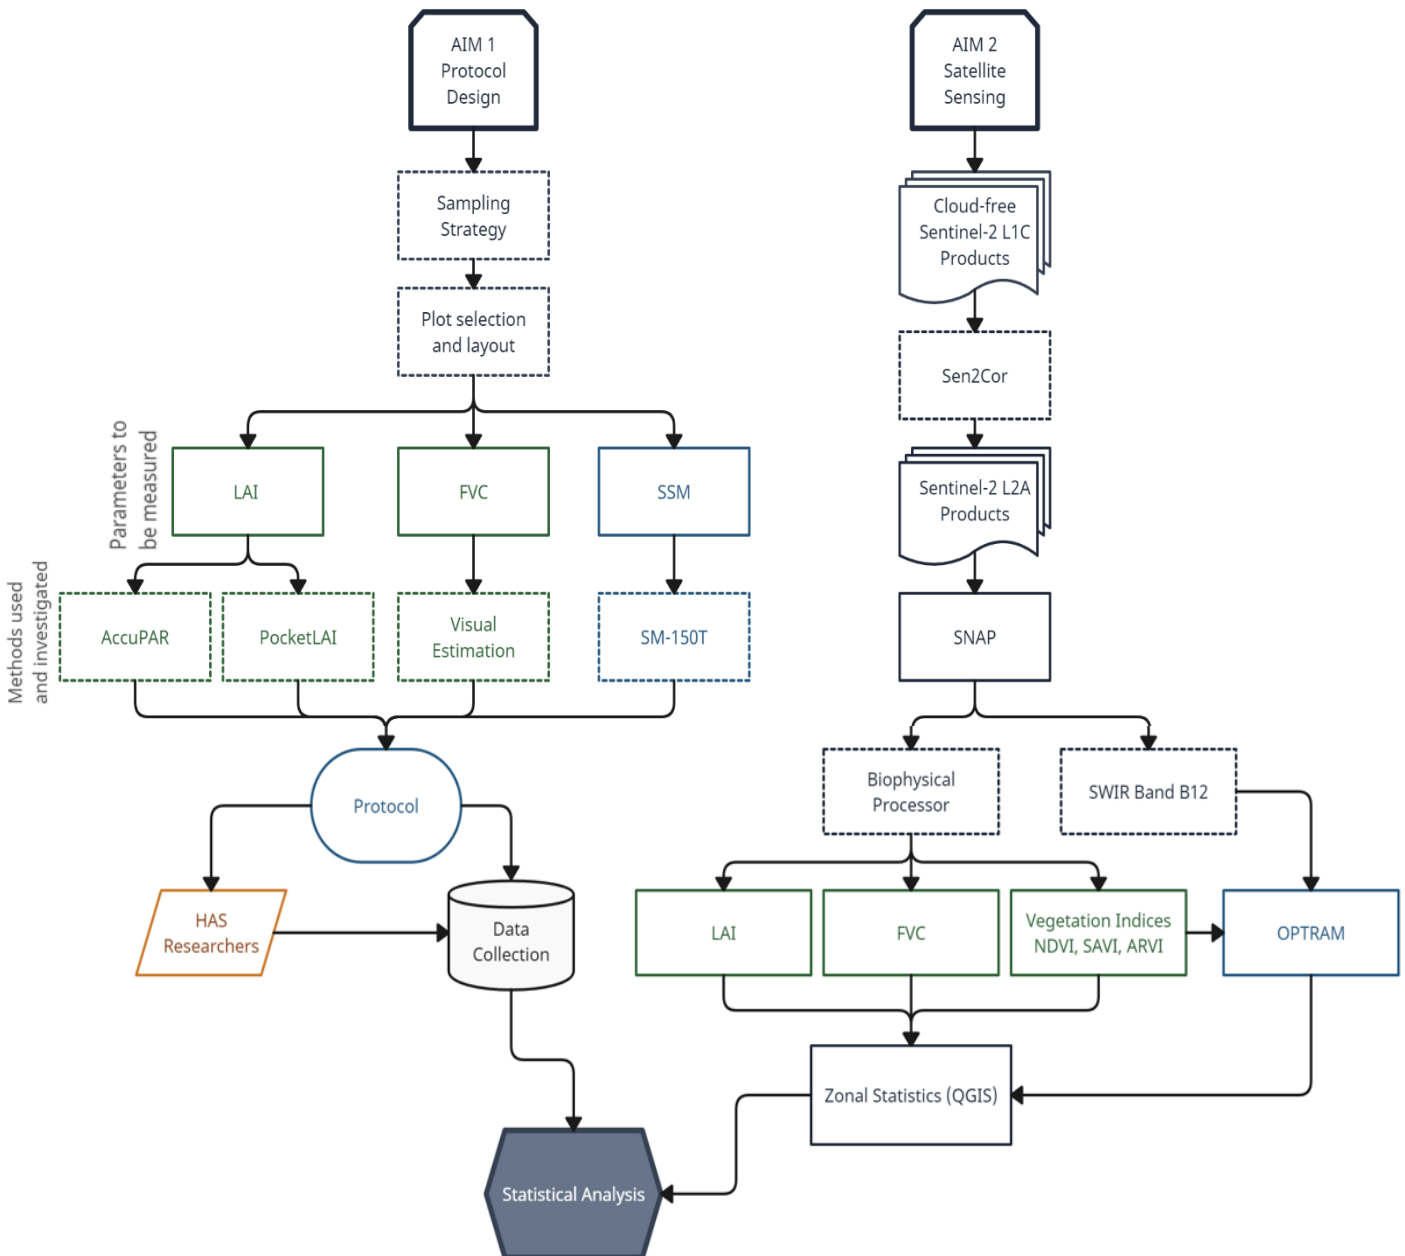 AIM 1
Protocol
Design
AIM 2
Satellite
Sensing
Sampling
Strategy
Cloud-free
Sentinel-2 L1C
Products
Plot selection
and layout
Sen2Cor
Parameters to
be measured
LAI
FVC
SSM
Sentinel-2 L2A
Products
Methods used
and investigated
AccuPAR
PocketLAI
Visual
Estimation
SM-150T
SNAP
Biophysical
Processor
SWIR Band B12
Protocol
HAS
Researchers
Data
Collection
LAI
FVC
Vegetation Indices
NDVI, SAVI, ARVI
OPTRAM
Zonal Statistics (QGIS)
Statistical Analysis